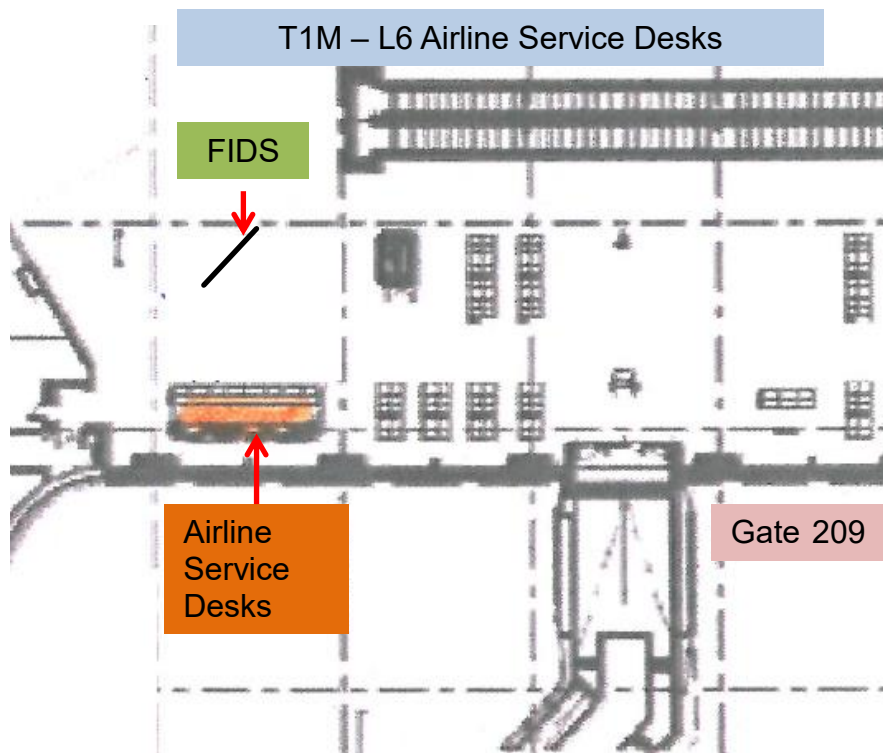 T1M – L6 Airline Service Desks
FIDS
Airline
Service
Desks
Gate 209